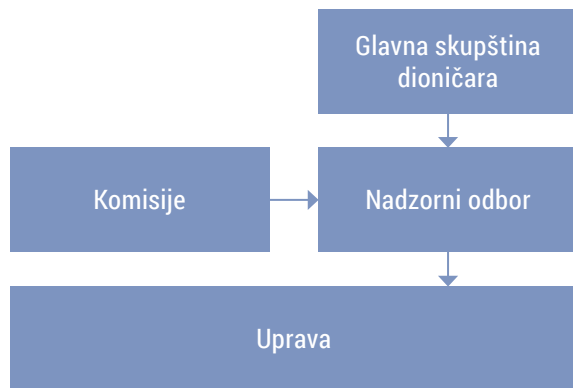 Glavna skupština
dioničara
Komisije
Nadzorni odbor
Uprava